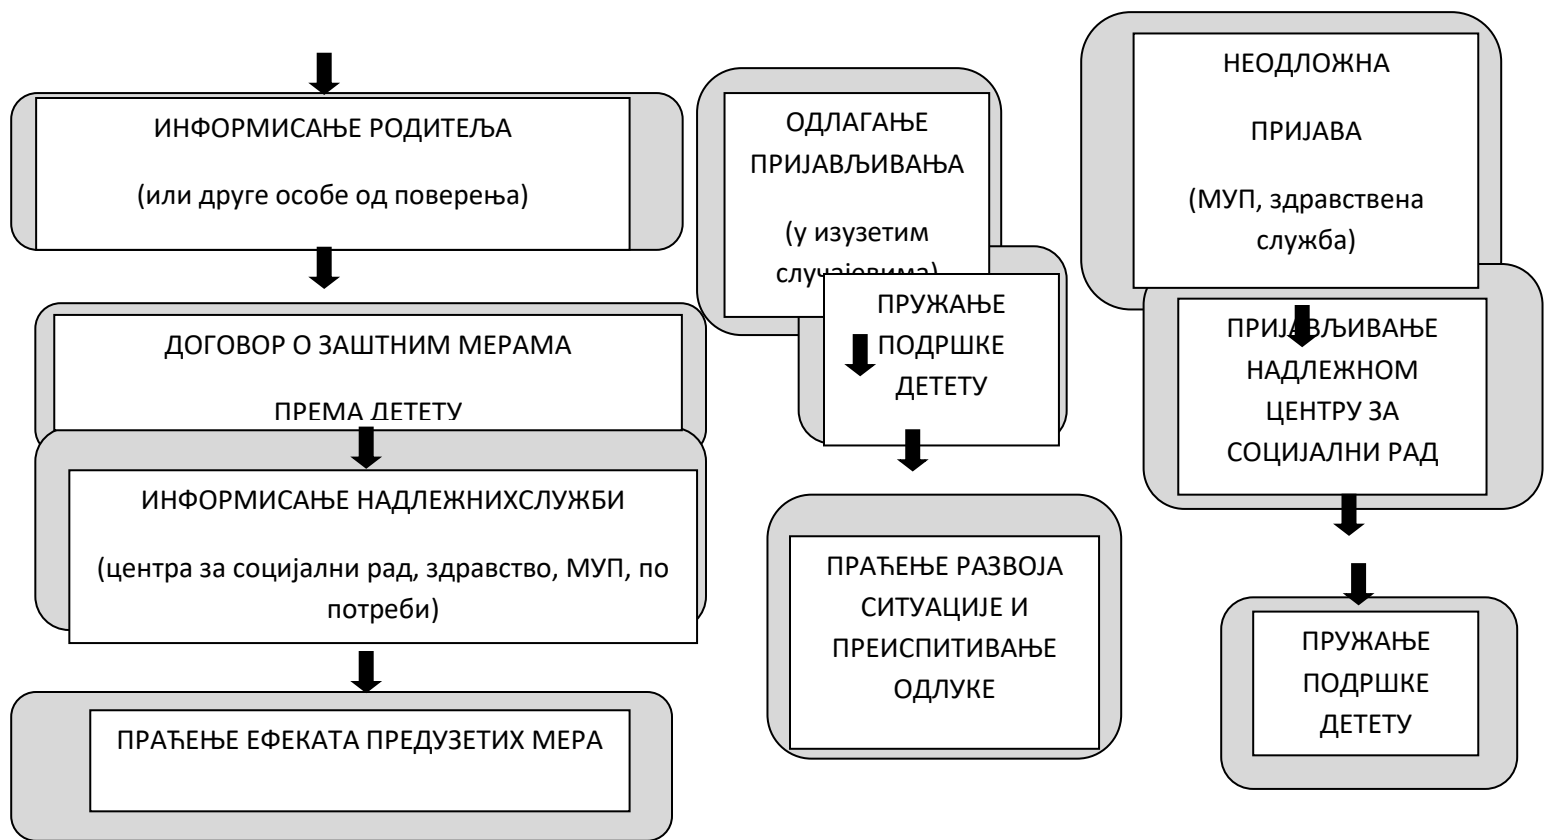 ИНФОРМИСАЊЕ РОДИТЕЉА
(или друге особе од поверења)
ДОГОВОР О ЗАШТНИМ МЕРАМА
ПРЕМА ДЕТЕТУ
ИНФОРМИСАЊЕ НАДЛЕЖНИХСЛУЖБИ
(центра за социјални рад, здравство, МУП, по
потреби)
ПРАЋЕЊЕ ЕФЕКАТА ПРЕДУЗЕТИХ МЕРА
ОДЛАГАЊЕ
ПРИЈАВЉИВАЊА
(у изузетим
случајевима)
ПРУЖАЊЕ
ПОДРШКЕ
ДЕТЕТУ
ПРАЋЕЊЕ РАЗВОЈА
СИТУАЦИЈЕ И
ПРЕИСПИТИВАЊЕ
ОДЛУКЕ
НЕОДЛОЖНА
ПРИЈАВА
(МУП, здравствена
служба)
ПРИЈАВЉИВАЊЕ
НАДЛЕЖНОМ
ЦЕНТРУ ЗА
СОЦИЈАЛНИ РАД
ПРУЖАЊЕ
ПОДРШКЕ
ДЕТЕТУ